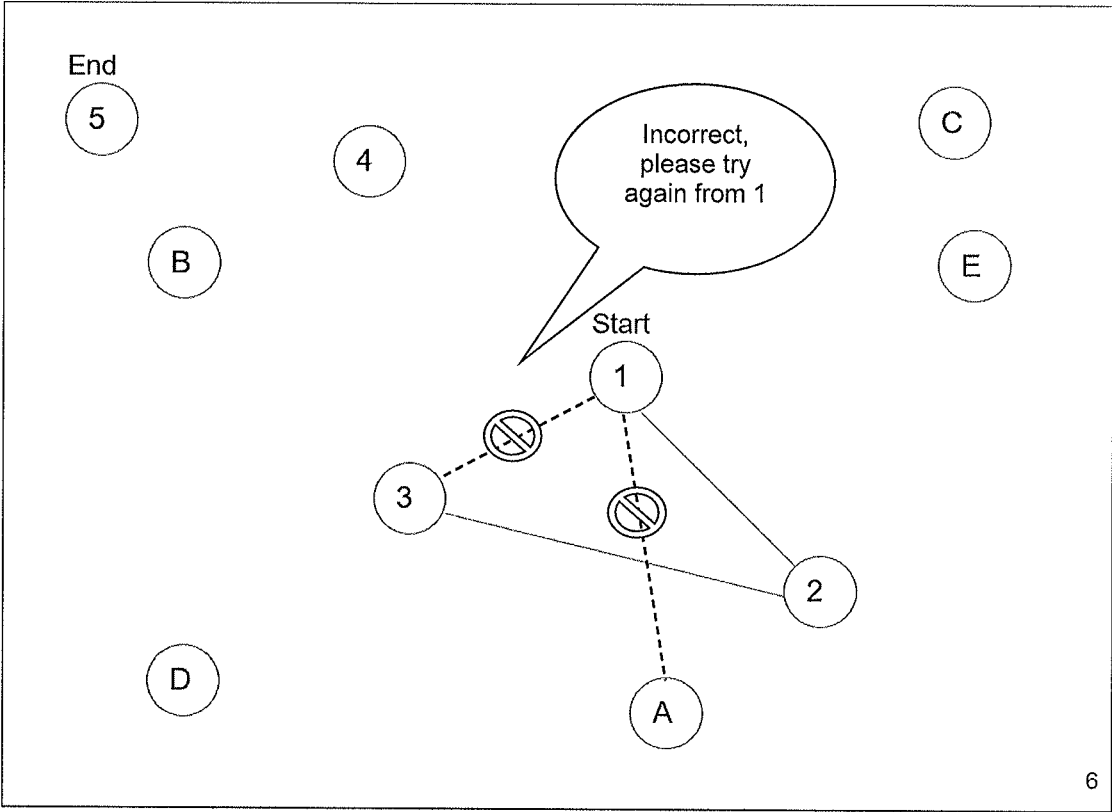 End
5
4
Incorrect,
please try
again from 1
C
B
E
Start
1
3
2
D
A
6